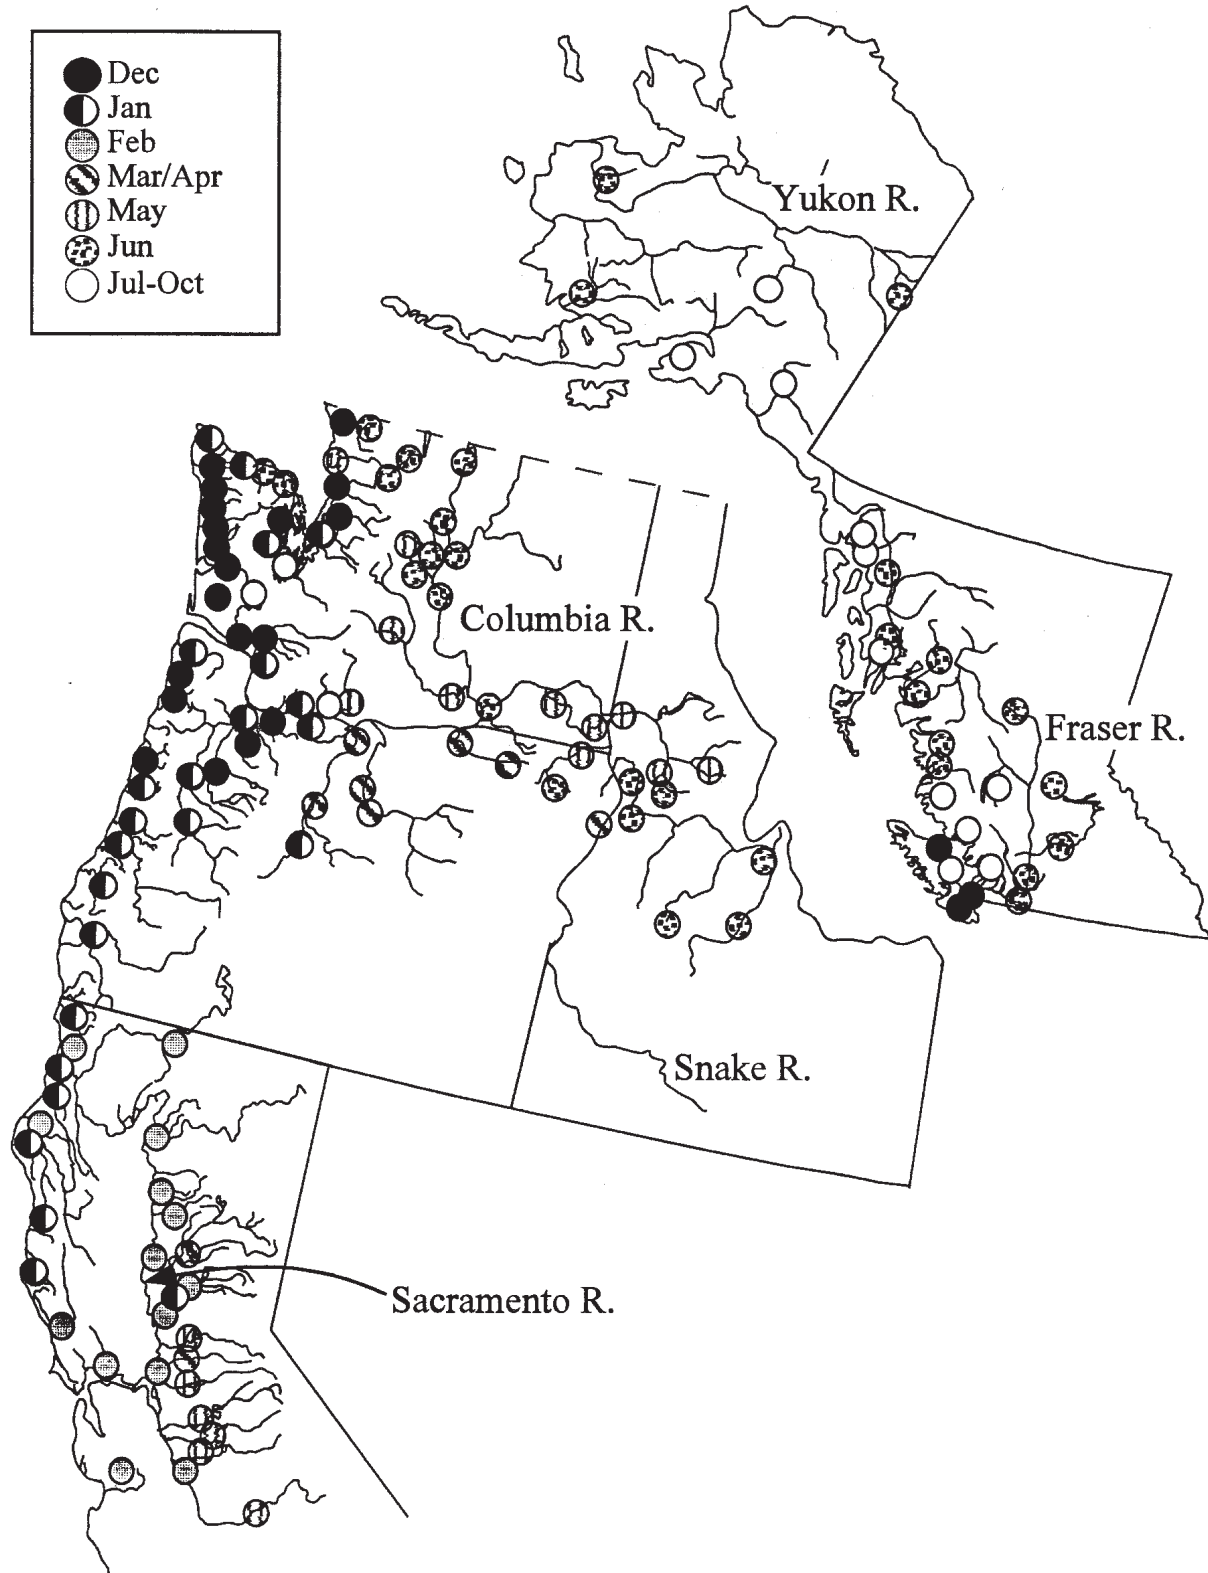 Dec
Jan
Feb
Mar/Apr
May
Jun
Jul-Oct
Yukon R.
Columbia R.
Fraser R.
Snake R.
Sacramento R.